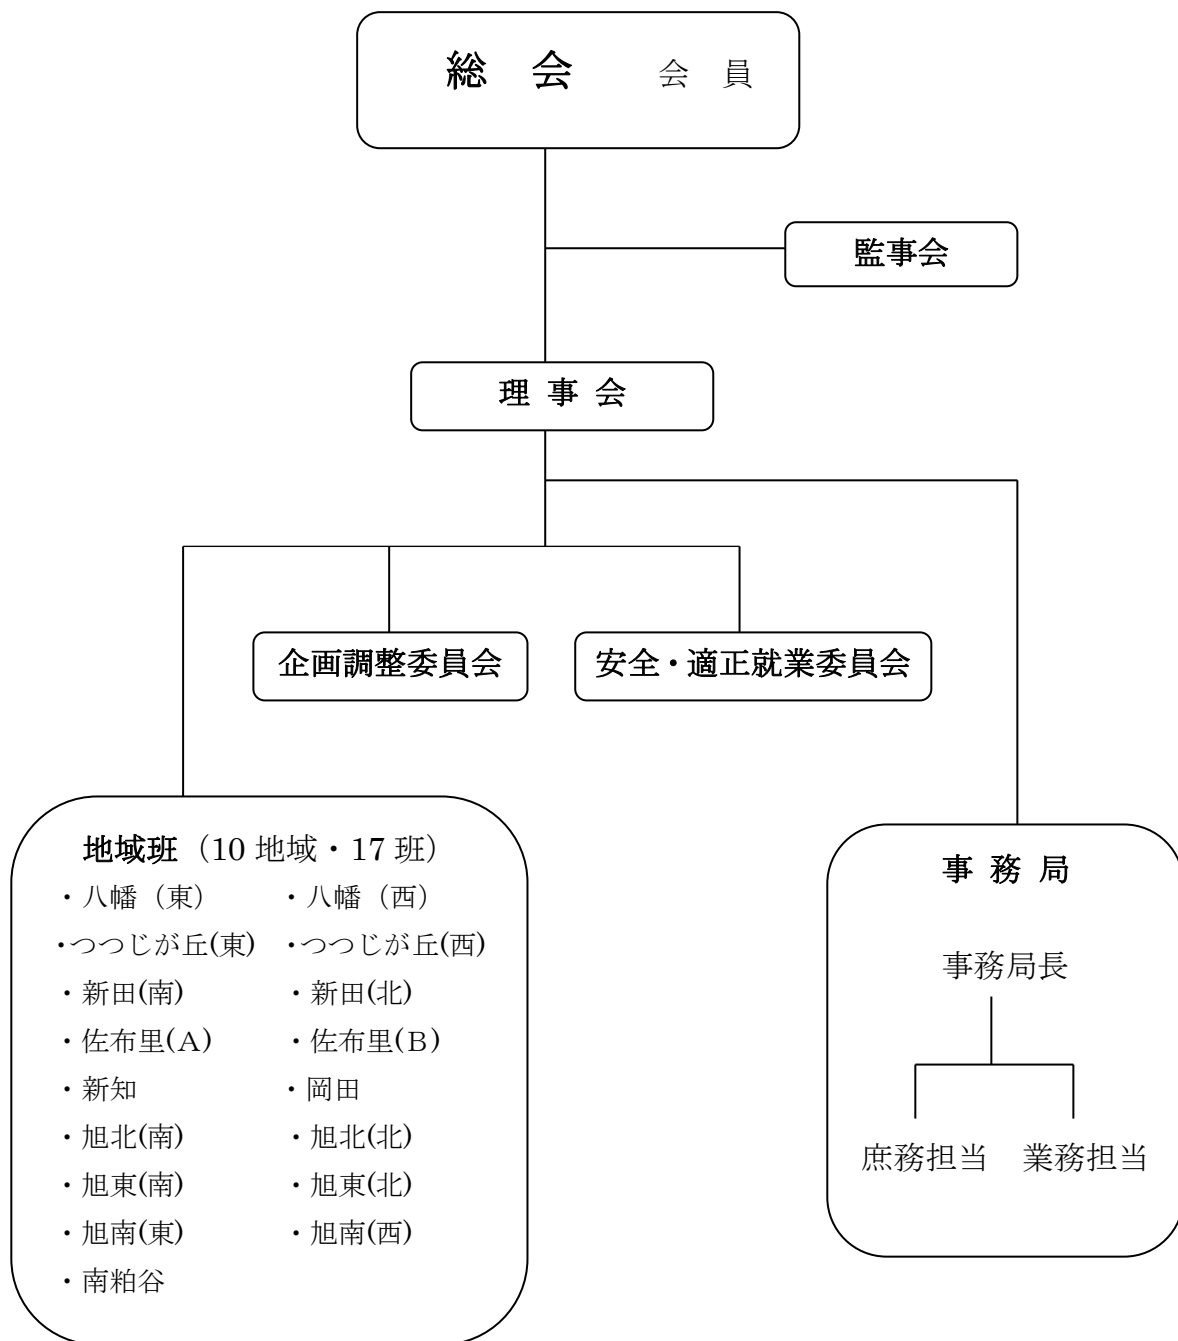 総　会　　会　員
監事会
理 事 会
企画調整委員会
安全・適正就業委員会
地域班（10 地域・17 班）
・八幡（東）　・八幡（西）
・つつじが丘(東)　・つつじが丘(西)
・新田(南)　・新田(北)
・佐布里(A)　・佐布里(B)
・新知　・岡田
・旭北(南)　・旭北(北)
・旭東(南)　・旭東(北)
・旭南(東)　・旭南(西)
・南粕谷
事 務 局
事務局長
庶務担当　業務担当